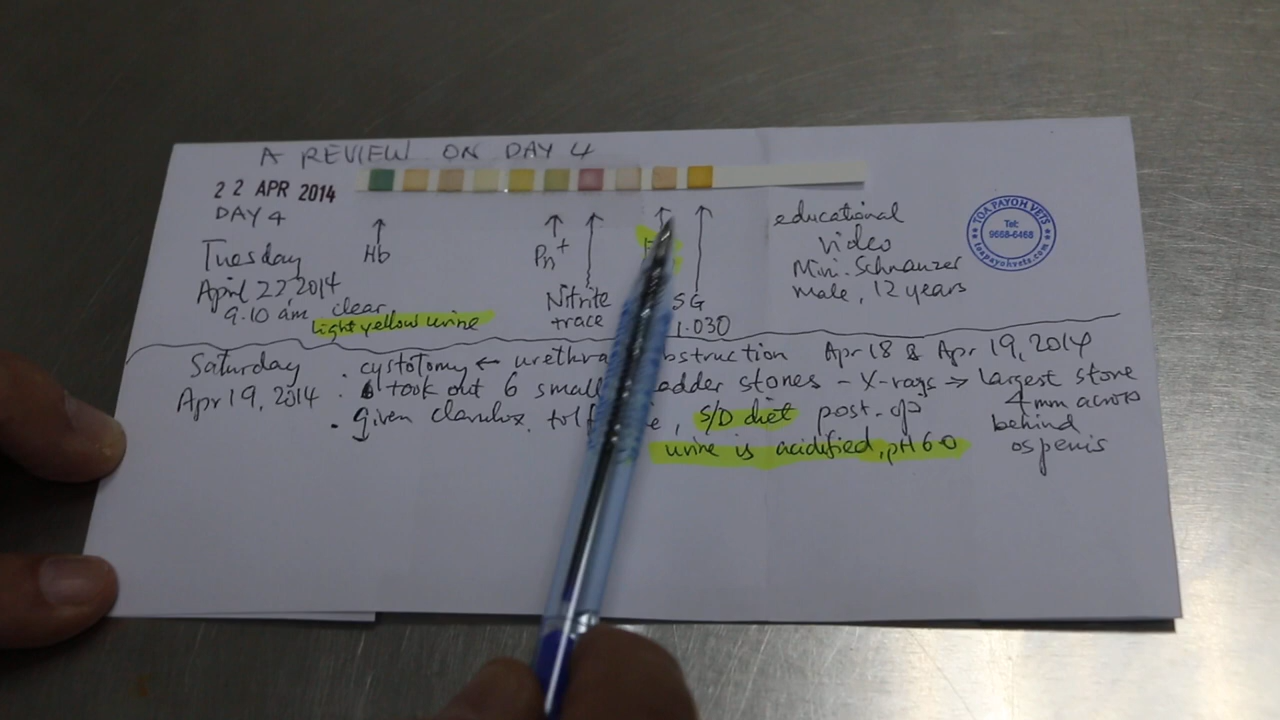 A REVIEW ON DAY 4
22 APR 2014
DAY 4
Tuesday
April 22 2014
9.10 am clear
light yellow urine
Hb
Prn +
Nitrite
trace
SG
1.030
educational
video
Mini. Schnauzer
male, 12 years
TOA PAYOH VETS
Tel:
9668-6468
toapayohvets.com
Saturday
Apr 19, 2014
. cystotomy ← obstruction Apr 18 & Apr 19, 2014
. took out 6 small stones - X-rays → largest stone
4 mm across
behind
os penis
. given clavulox, S/D diet post-op
urine is acidified, pH 6.0